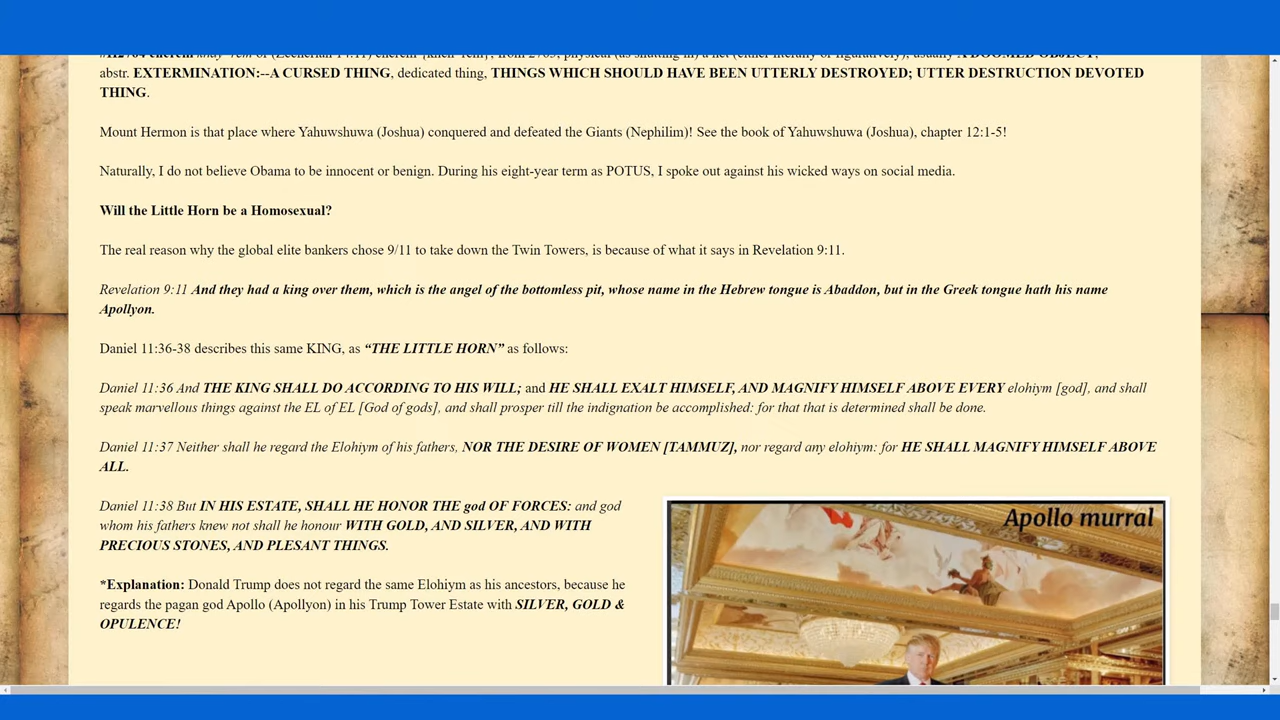 abstr. EXTERMINATION:--A CURSED THING, dedicated thing, THINGS WHICH SHOULD HAVE BEEN UTTERLY DESTROYED; UTTER DESTRUCTION DEVOTED
THING.
Mount Hermon is that place where Yahuwshuwa (Joshua) conquered and defeated the Giants (Nephilim)! See the book of Yahuwshuwa (Joshua), chapter 12:1-5!
Naturally, I do not believe Obama to be innocent or benign. During his eight-year term as POTUS, I spoke out against his wicked ways on social media.
Will the Little Horn be a Homosexual?
The real reason why the global elite bankers chose 9/11 to take down the Twin Towers, is because of what it says in Revelation 9:11.
Revelation 9:11 And they had a king over them, which is the angel of the bottomless pit, whose name in the Hebrew tongue is Abaddon, but in the Greek tongue hath his name
Apollyon.
Daniel 11:36-38 describes this same KING, as “THE LITTLE HORN” as follows:
Daniel 11:36 And THE KING SHALL DO ACCORDING TO HIS WILL; and HE SHALL EXALT HIMSELF, AND MAGNIFY HIMSELF ABOVE EVERY elohiym [god], and shall
speak marvellous things against the EL of EL [God of gods], and shall prosper till the indignation be accomplished: for that that is determined shall be done.
Daniel 11:37 Neither shall he regard the Elohiym of his fathers, NOR THE DESIRE OF WOMEN [TAMMUZ], nor regard any elohiym: for HE SHALL MAGNIFY HIMSELF ABOVE
ALL.
Daniel 11:38 But IN HIS ESTATE, SHALL HE HONOR THE god OF FORCES: and god
whom his fathers knew not shall he honour WITH GOLD, AND SILVER, AND WITH
PRECIOUS STONES, AND PLESANT THINGS.
*Explanation: Donald Trump does not regard the same Elohiym as his ancestors, because he
regards the pagan god Apollo (Apollyon) in his Trump Tower Estate with SILVER, GOLD &
OPULENCE!
Apollo murral